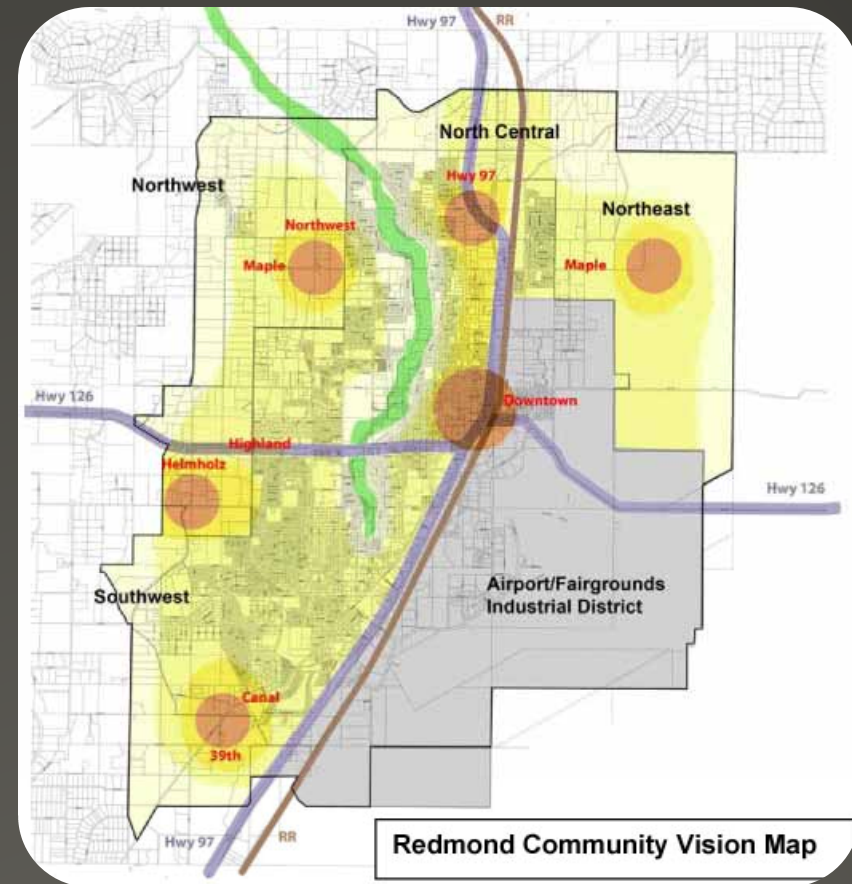 Hwy 97
RR
North Central
Northwest
Hwy 97
Northeast
Northwest
Maple
Maple
Hwy 126
Downtown
Highland
Helmholz
Hwy 126
Airport/Fairgrounds
Industrial District
Southwest
Canal
39th
Hwy 97
RR
Redmond Community Vision Map